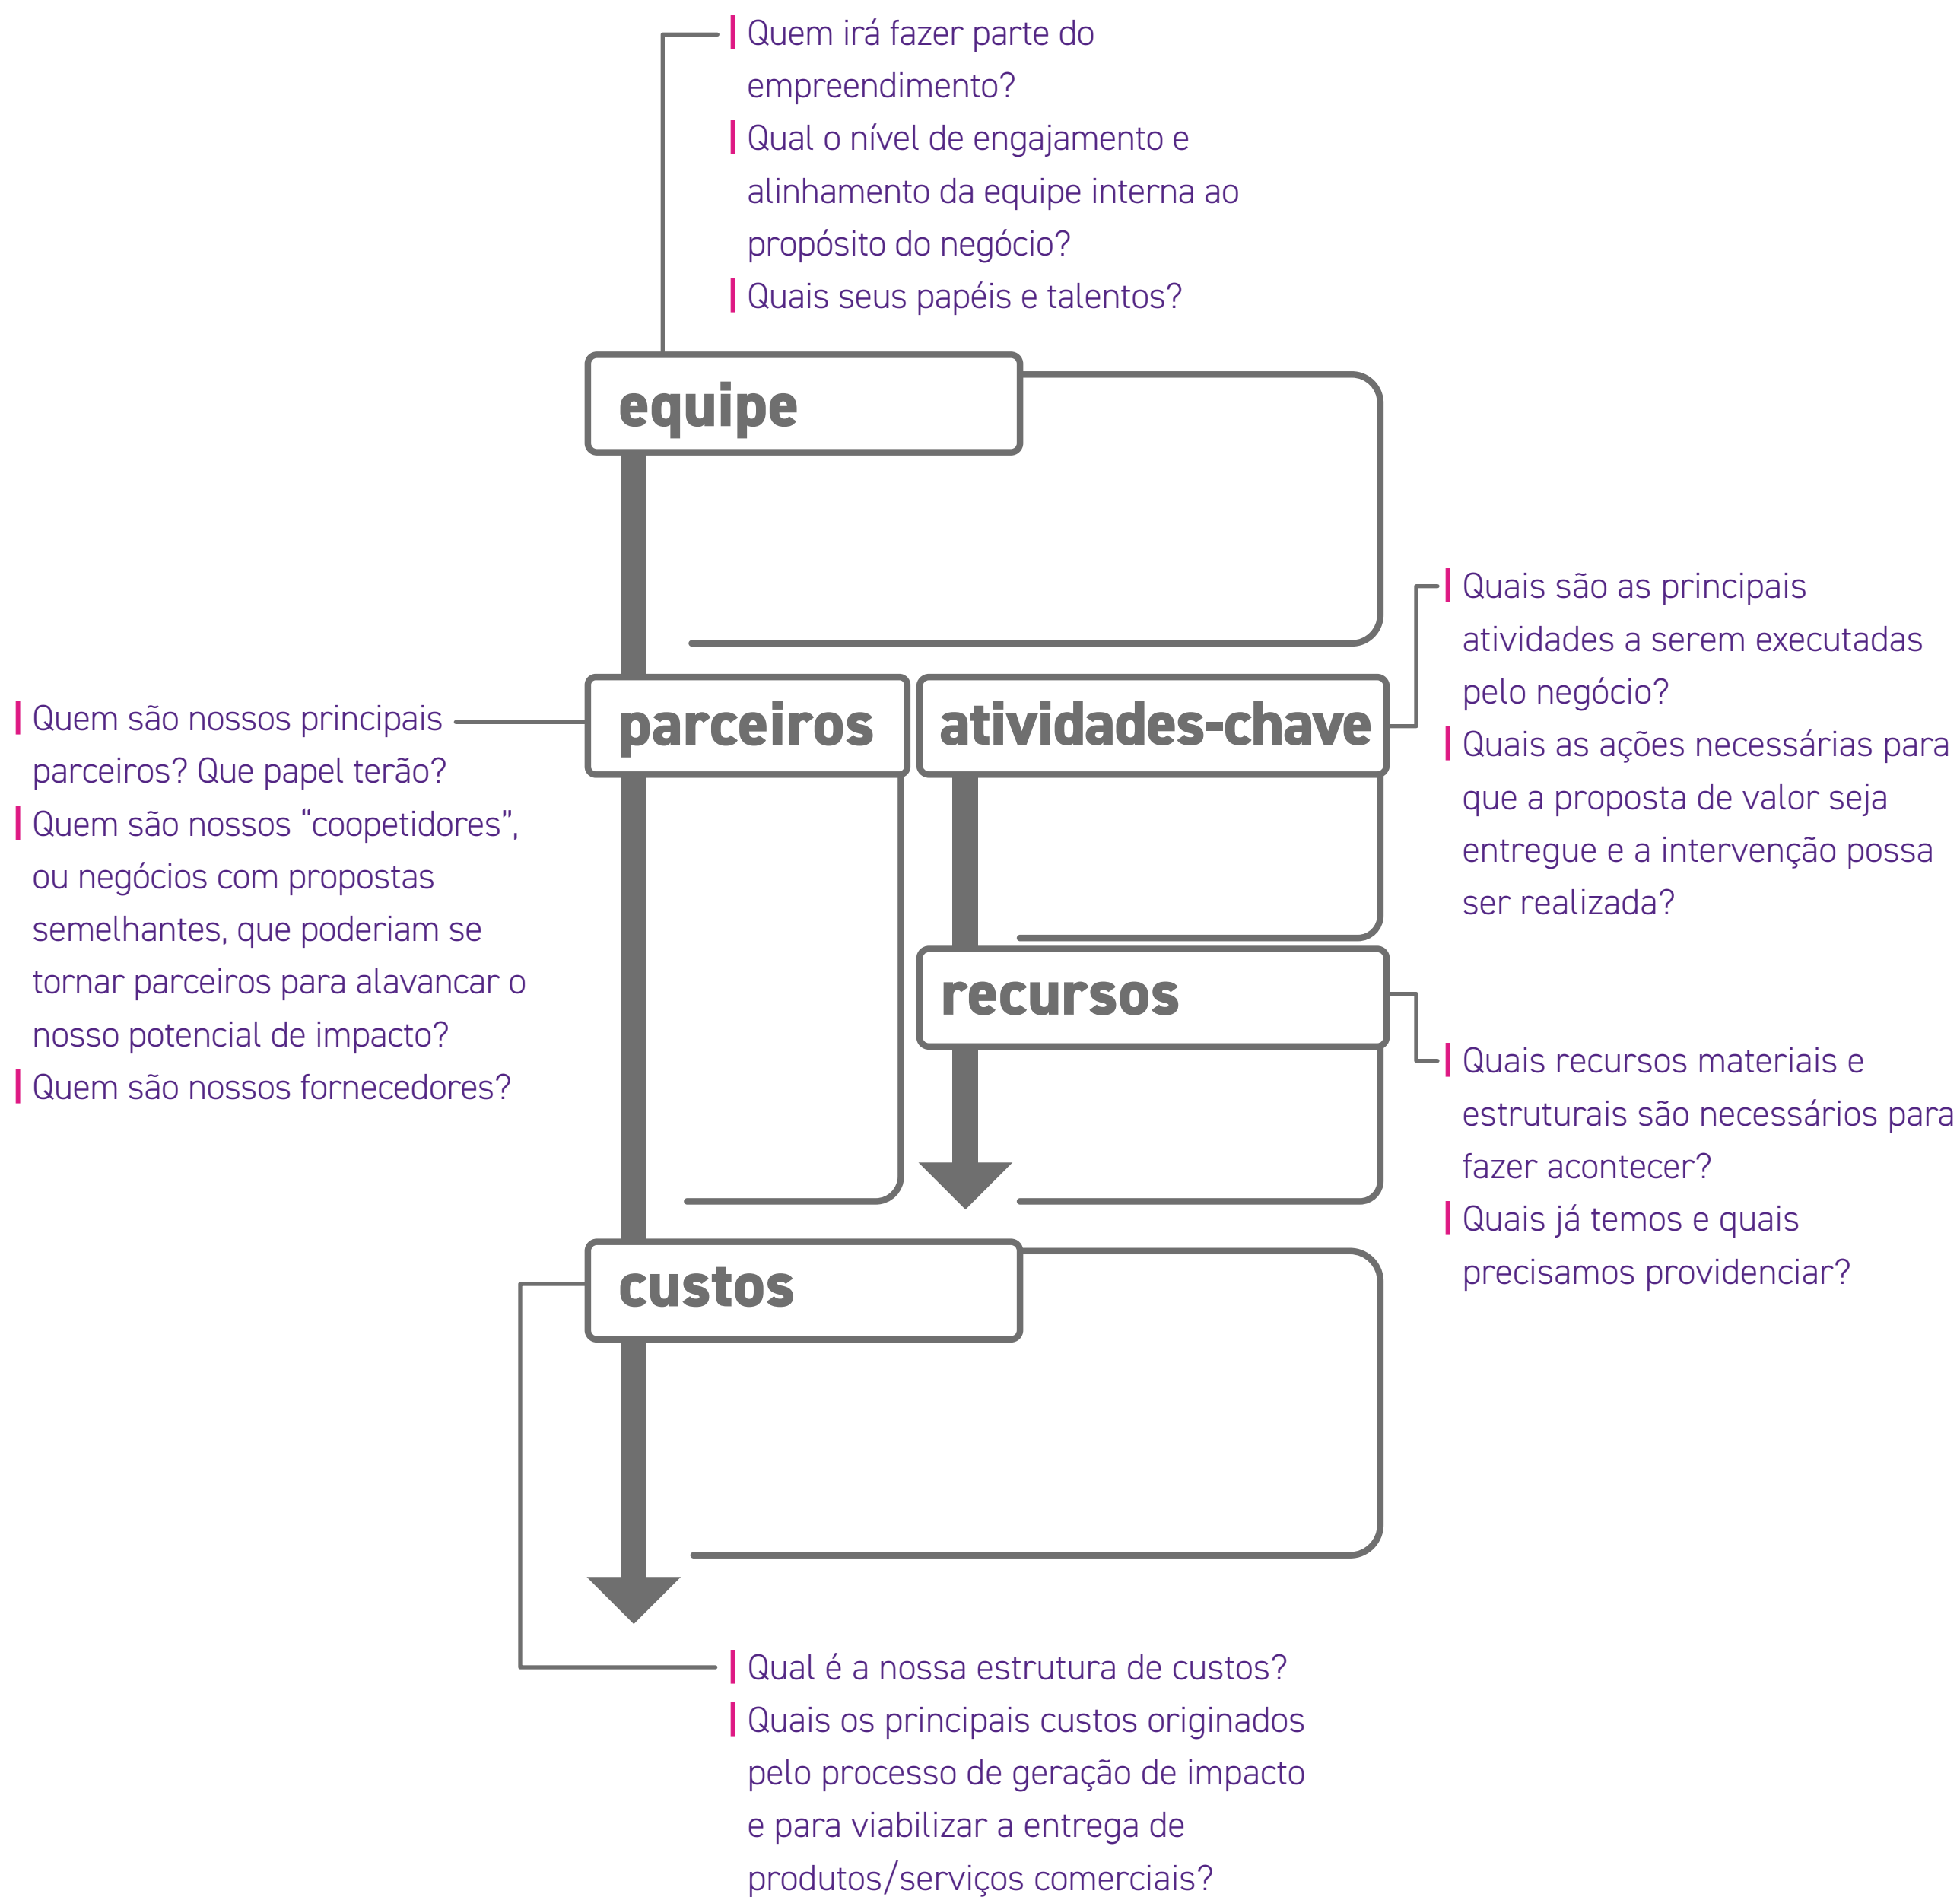 Quem irá fazer parte do
empreendimento?
Qual o nível de engajamento e
alinhamento da equipe interna ao
propósito do negócio?
Quais seus papéis e talentos?
equipe
parceiros
Quem são nossos principais
parceiros? Que papel terão?
Quem são nossos “coopetidores”,
ou negócios com propostas
semelhantes, que poderiam se
tornar parceiros para alavancar o
nosso potencial de impacto?
Quem são nossos fornecedores?
atividades-chave
Quais são as principais
atividades a serem executadas
pelo negócio?
Quais as ações necessárias para
que a proposta de valor seja
entregue e a intervenção possa
ser realizada?
recursos
Quais recursos materiais e
estruturais são necessários para
fazer acontecer?
Quais já temos e quais
precisamos providenciar?
custos
Qual é a nossa estrutura de custos?
Quais os principais custos originados
pelo processo de geração de impacto
e para viabilizar a entrega de
produtos/serviços comerciais?